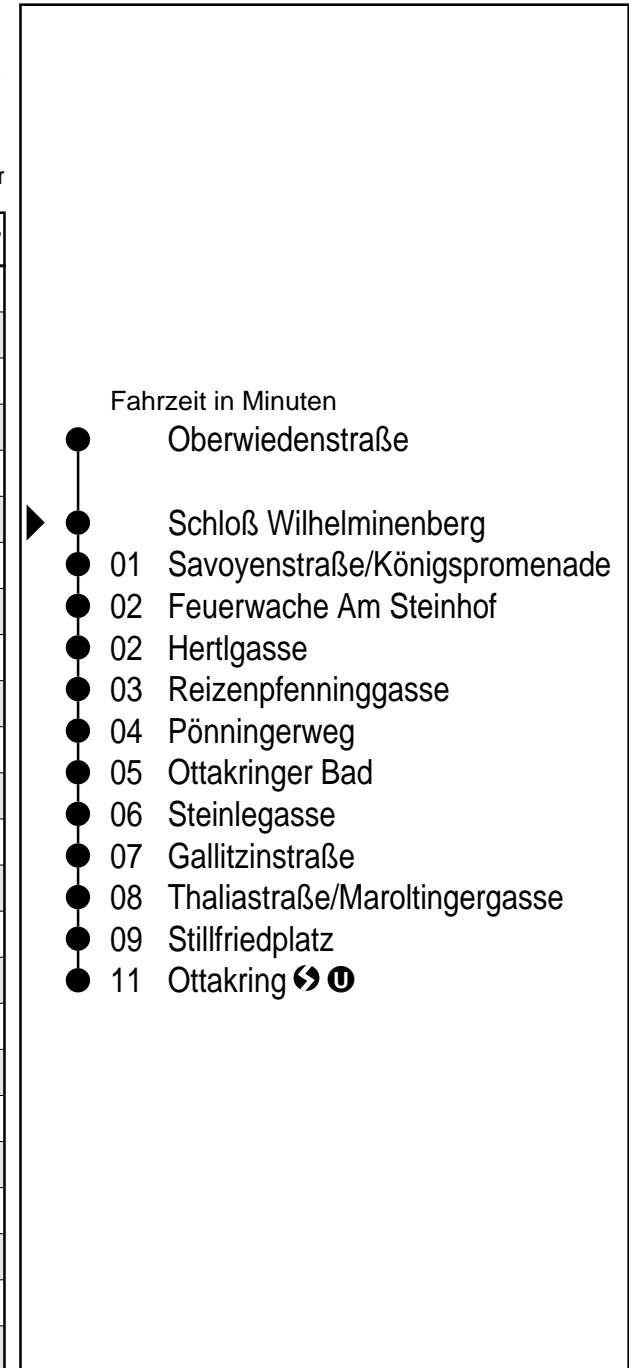 r
Fahrzeit in Minuten
Oberwiedenstraße
Schloß Wilhelminenberg
01 Savoyenstraße/Königspromenade
02 Feuerwache Am Steinhof
02 Hertlgasse
03 Reizenpfenninggasse
04 Pönningerweg
05 Ottakringer Bad
06 Steinlegasse
07 Gallitzinstraße
08 Thaliastraße/Maroltingergasse
09 Stillfriedplatz
11 Ottakring U